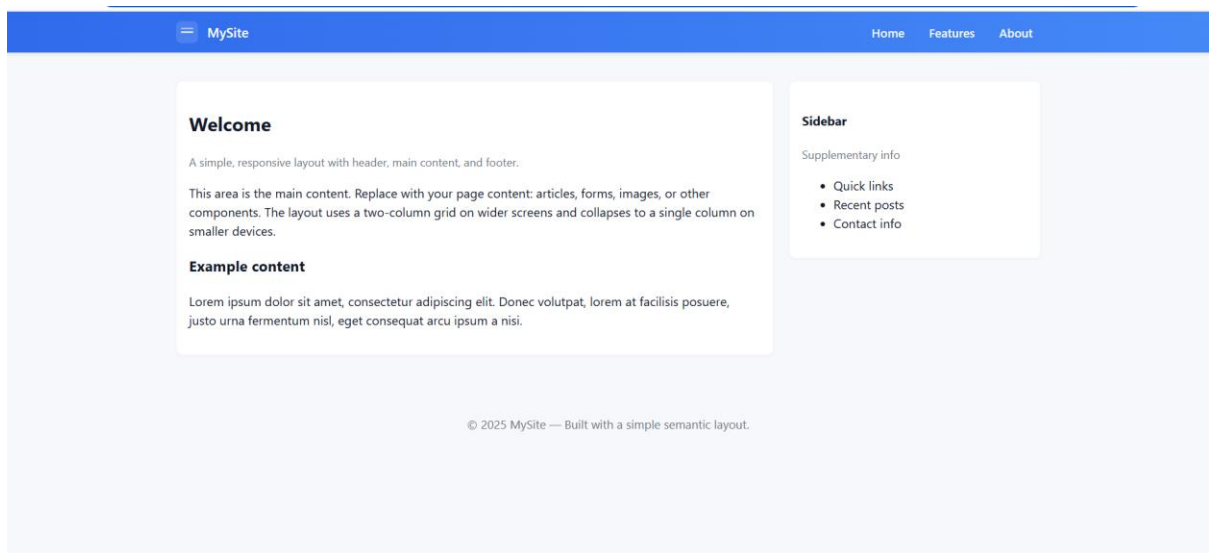 MySite
Home Features About
Welcome
A simple, responsive layout with header, main content, and footer.
This area is the main content. Replace with your page content: articles, forms, images, or other
components. The layout uses a two-column grid on wider screens and collapses to a single column on
smaller devices.
Example content
Lorem ipsum dolor sit amet, consectetur adipiscing elit. Donec volutpat, lorem at facilisis posuere,
justo urna fermentum nisl, eget consequat arcu ipsum a nisi.
Sidebar
Supplementary info
• Quick links
• Recent posts
• Contact info
© 2025 MySite — Built with a simple semantic layout.